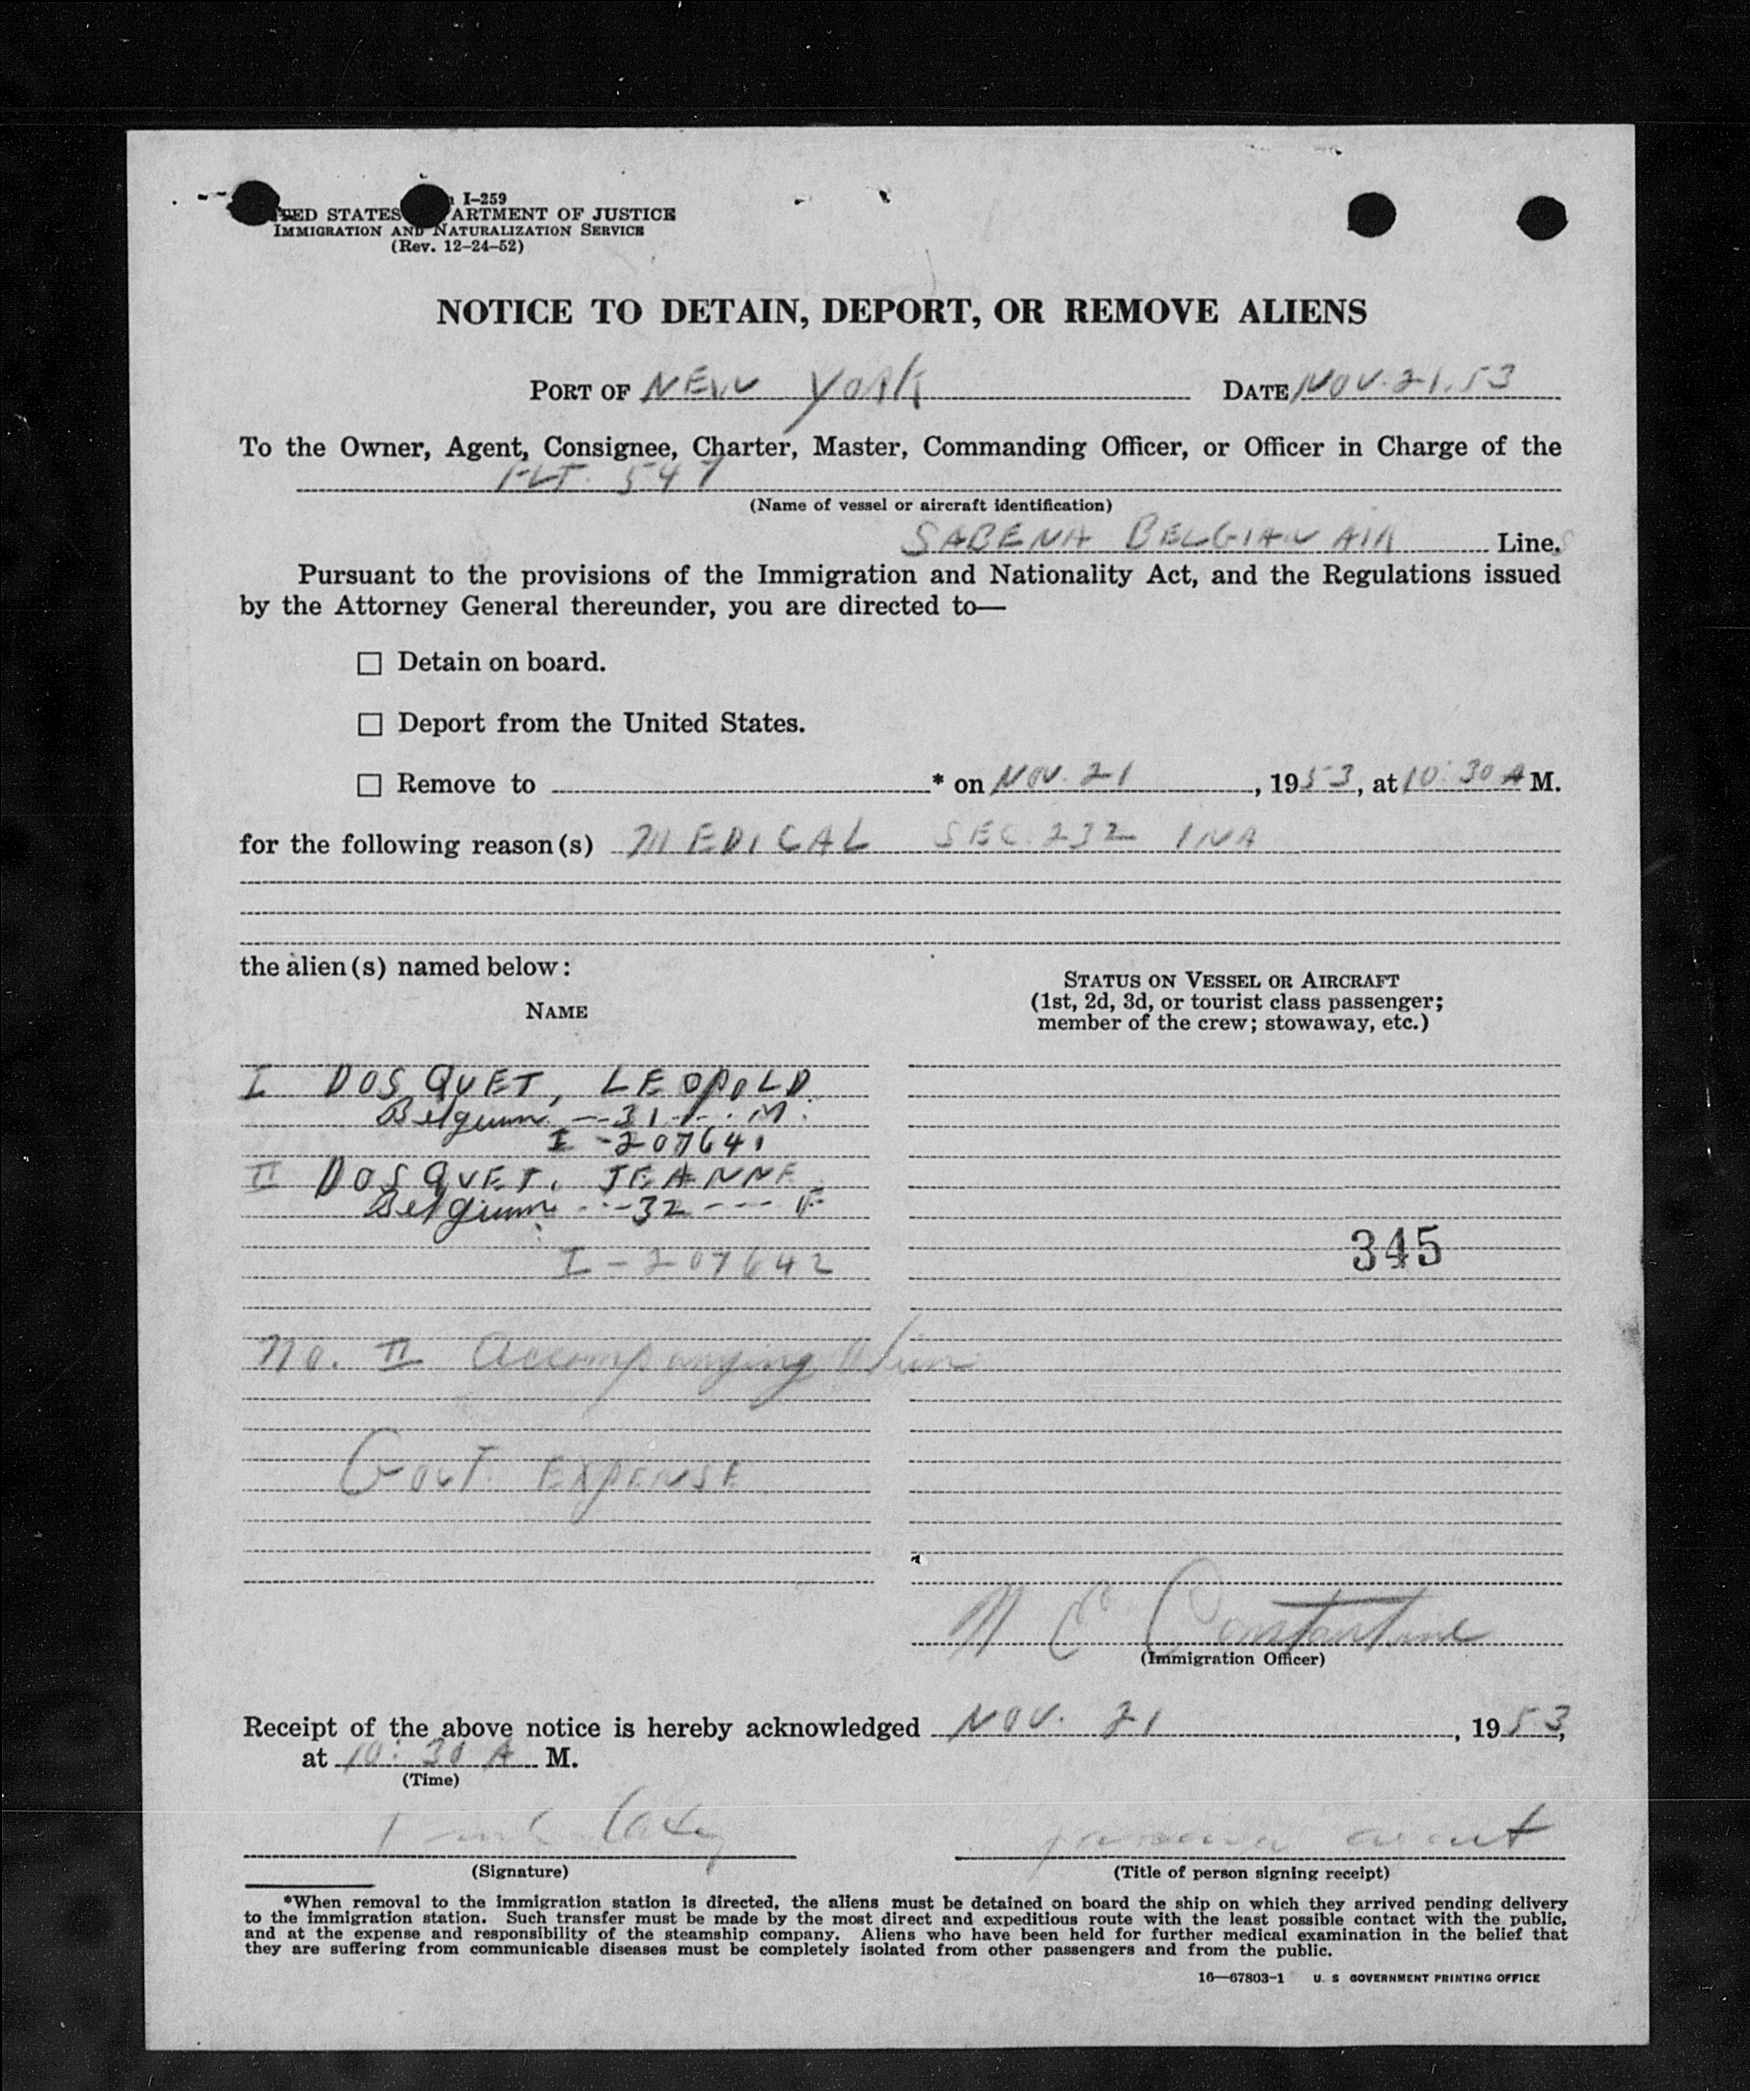 I-259
ED STATES ARTMENT OF JUSTICE
IMMIGRATION AND NATURALIZATION SERVICE
(Rev. 12-24-52)
NOTICE TO DETAIN, DEPORT, OR REMOVE ALIENS
PORT OF NEW YORK DATE NOV. 21. 53
To the Owner, Agent, Consignee, Charter, Master, Commanding Officer, or Officer in Charge of the
FLT. 547
(Name of vessel or aircraft identification)
SABENA BELGIAN AIR Line.s
Pursuant to the provisions of the Immigration and Nationality Act, and the Regulations issued
by the Attorney General thereunder, you are directed to—
☐ Detain on board.
☐ Deport from the United States.
☐ Remove to * on NOV. 21, 1953, at 10:30 A M.
for the following reason(s) MEDICAL SEC. 232 INA
the alien(s) named below:
NAME
STATUS ON VESSEL OR AIRCRAFT
(1st, 2d, 3d, or tourist class passenger;
member of the crew; stowaway, etc.)
I DOSQUET, LEOPOLD
Belgium -- 31 -- M.
I-207641
II DOSQUET, JEANNE
Belgium --- 32 --- F
345
I-207642
No. II Accompanying Alien
Gov't. EXPENSE
N C Constantine
(Immigration Officer)
Receipt of the above notice is hereby acknowledged NOV. 21, 1953,
at 10:30 A M.
(Time)
agent
(Signature) (Title of person signing receipt)
*When removal to the immigration station is directed, the aliens must be detained on board the ship on which they arrived pending delivery
to the immigration station. Such transfer must be made by the most direct and expeditious route with the least possible contact with the public,
and at the expense and responsibility of the steamship company. Aliens who have been held for further medical examination in the belief that
they are suffering from communicable diseases must be completely isolated from other passengers and from the public.
16—67803-1 U. S GOVERNMENT PRINTING OFFICE